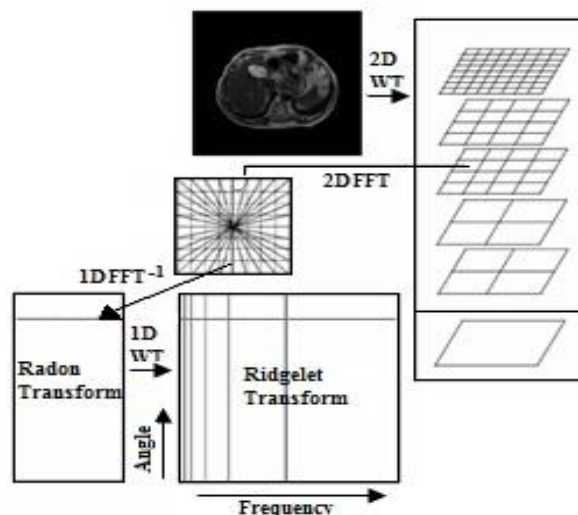 2D
WT
2DFFT
1DFFT⁻¹
Radon
Transform
1D
WT
Ridgelet
Transform
Angle
Frequency